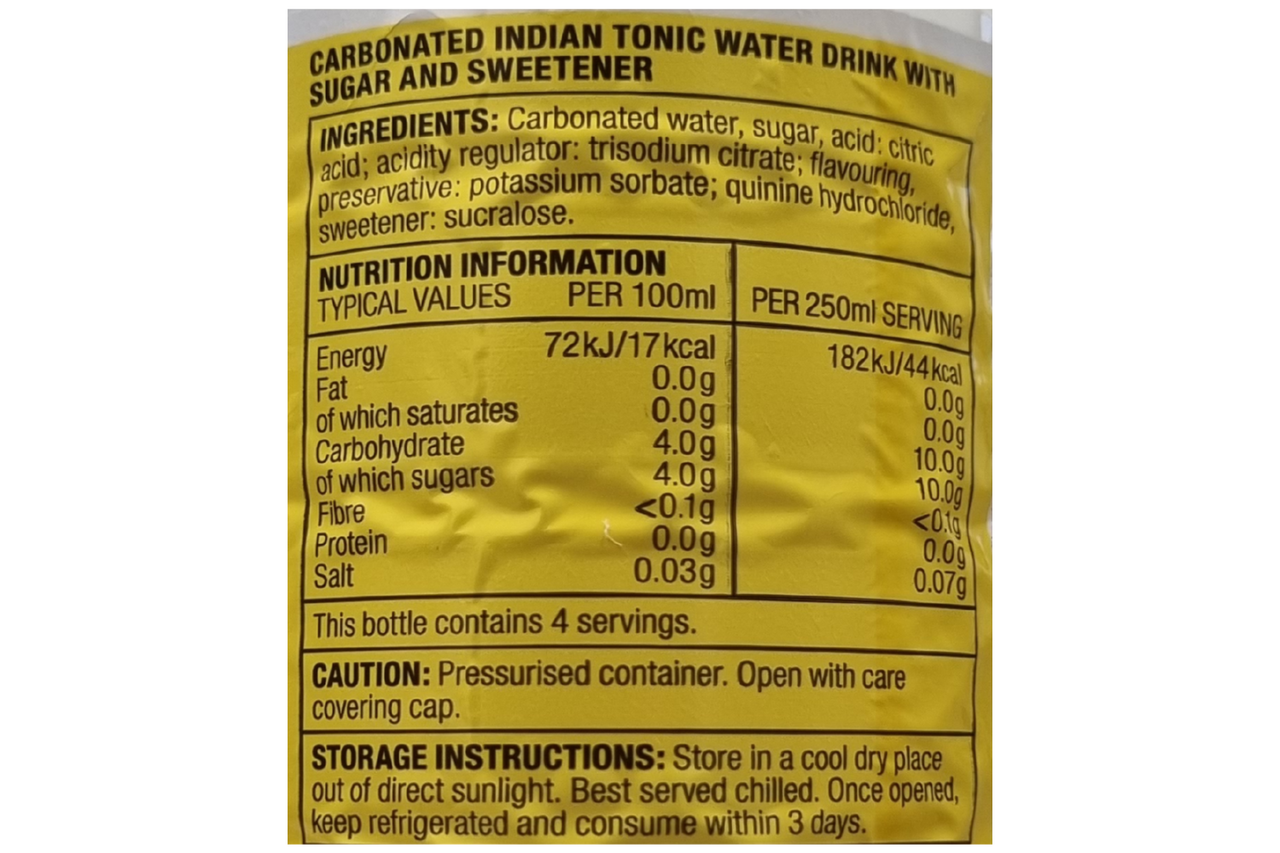 CARBONATED INDIAN TONIC WATER DRINK WITH
SUGAR AND SWEETENER
INGREDIENTS: Carbonated water, sugar, acid: citric
acid; acidity regulator: trisodium citrate; flavouring,
preservative: potassium sorbate; quinine hydrochloride,
sweetener: sucralose.
NUTRITION INFORMATION
TYPICAL VALUES PER 100ml PER 250ml SERVING
Energy 72kJ/17kcal 182kJ/44kcal
Fat 0.0g 0.0g
of which saturates 0.0g 0.0g
Carbohydrate 4.0g 10.0g
of which sugars 4.0g 10.0g
Fibre <0.1g <0.1g
Protein 0.0g 0.0g
Salt 0.03g 0.07g
This bottle contains 4 servings.
CAUTION: Pressurised container. Open with care
covering cap.
STORAGE INSTRUCTIONS: Store in a cool dry place
out of direct sunlight. Best served chilled. Once opened,
keep refrigerated and consume within 3 days.